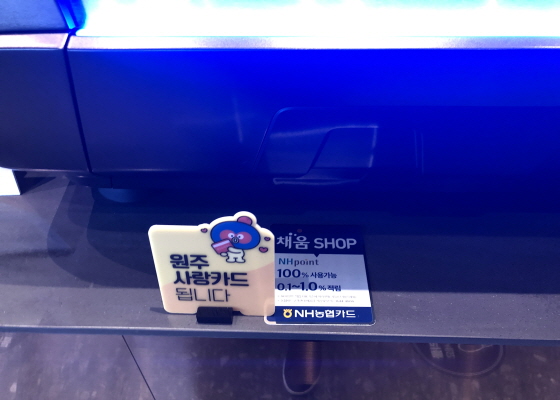 원주
사랑카드
됩니다
채움 SHOP
NHpoint
100% 사용가능
0.1~1.0% 적립
NH농협카드